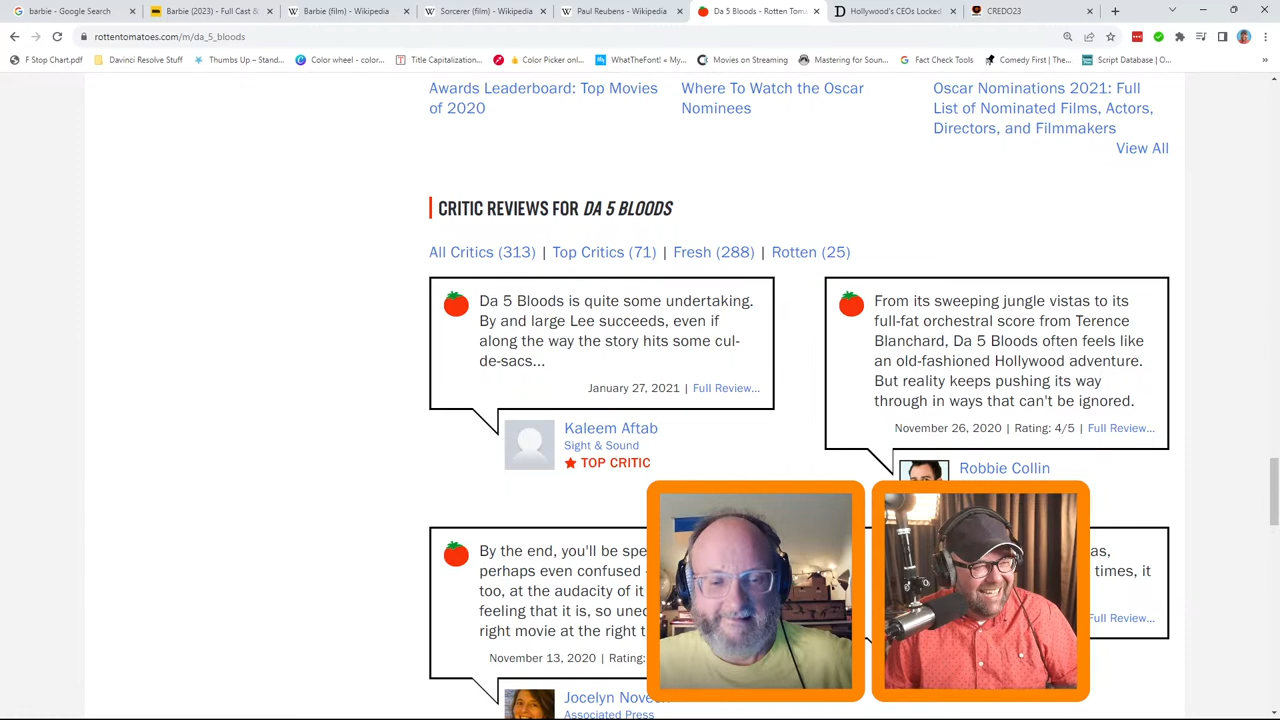 barbie - Google Search
Barbie (2023) - Full Cast &
Barbie (film) - Wikipedia
Sorcerer (film) - Wikipedia
Paul Reubens - Wikipedia
Da 5 Bloods - Rotten Tom
Hollywood's CEOs Locked
CREDO23
rottentomatoes.com/m/da_5_bloods
F Stop Chart.pdf
Davinci Resolve Stuff
Thumbs Up – Stand...
Color wheel - color...
Title Capitalization...
Color Picker onl...
WhatTheFont! « My...
Movies on Streaming
Mastering for Soun...
Fact Check Tools
Comedy First | The...
Script Database | O...
Awards Leaderboard: Top Movies
of 2020
Where To Watch the Oscar
Nominees
Oscar Nominations 2021: Full
List of Nominated Films, Actors,
Directors, and Filmmakers
View All
CRITIC REVIEWS FOR DA 5 BLOODS
All Critics (313) | Top Critics (71) | Fresh (288) | Rotten (25)
Da 5 Bloods is quite some undertaking.
By and large Lee succeeds, even if
along the way the story hits some cul-
de-sacs...
January 27, 2021 | Full Review...
Kaleem Aftab
Sight & Sound
TOP CRITIC
From its sweeping jungle vistas to its
full-fat orchestral score from Terence
Blanchard, Da 5 Bloods often feels like
an old-fashioned Hollywood adventure.
But reality keeps pushing its way
through in ways that can't be ignored.
November 26, 2020 | Rating: 4/5 | Full Review...
Robbie Collin
By the end, you'll be spe
perhaps even confused
too, at the audacity of it
feeling that it is, so une
right movie at the right t
November 13, 2020 | Rating:
Jocelyn Nove
Associated Press
as,
times, it
Full Review...